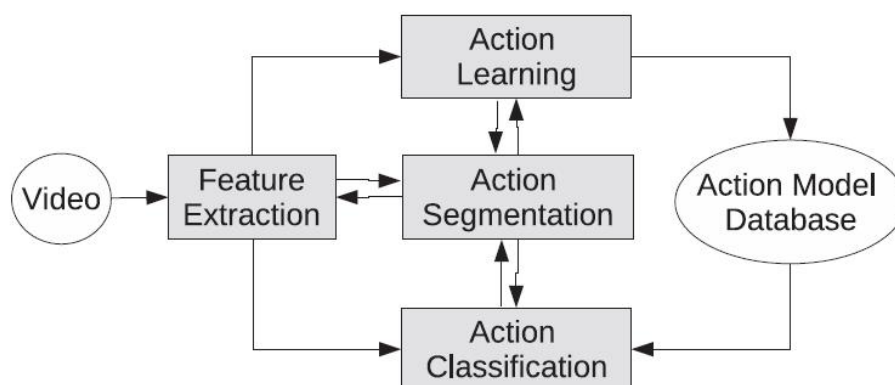 Action
Learning
Video
Feature
Extraction
Action
Segmentation
Action Model
Database
Action
Classification